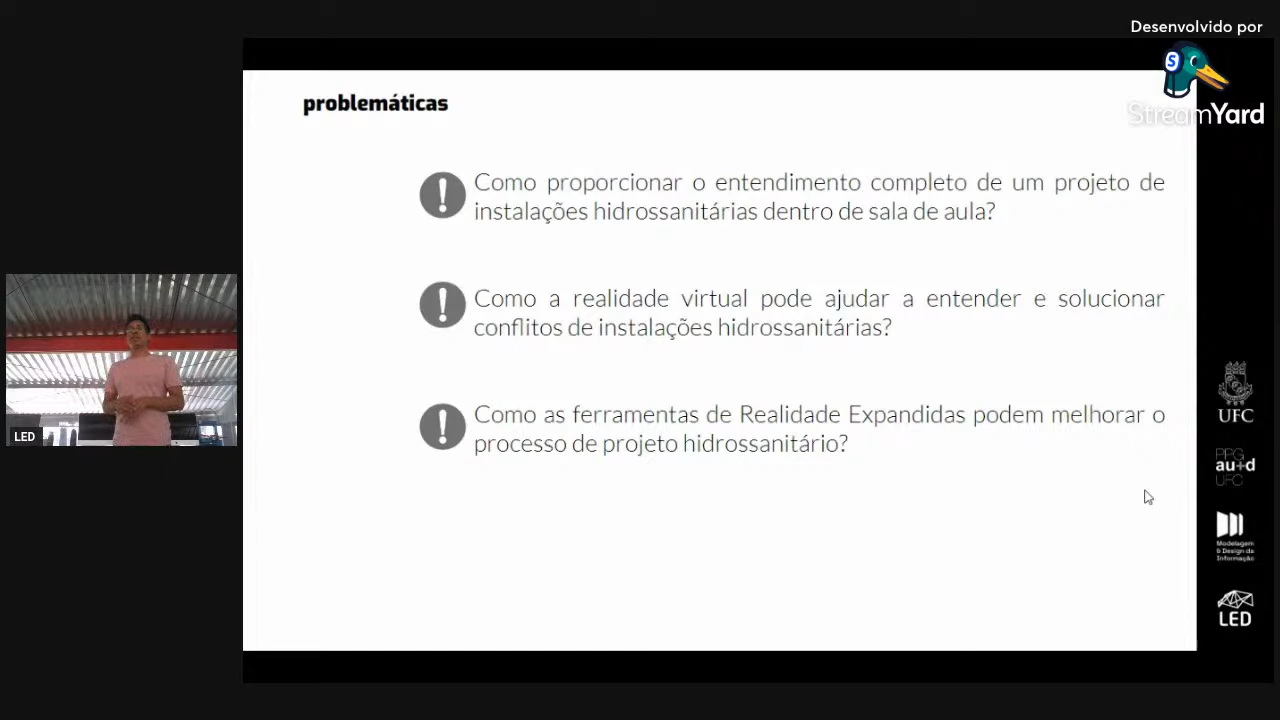 Desenvolvido por
StreamYard
problemáticas
Como proporcionar o entendimento completo de um projeto de
instalações hidrossanitárias dentro de sala de aula?
Como a realidade virtual pode ajudar a entender e solucionar
conflitos de instalações hidrossanitárias?
Como as ferramentas de Realidade Expandidas podem melhorar o
processo de projeto hidrossanitário?
LED
UFC
PPG
au+d
UFC
Modelagem
& Design da
Informação
LED